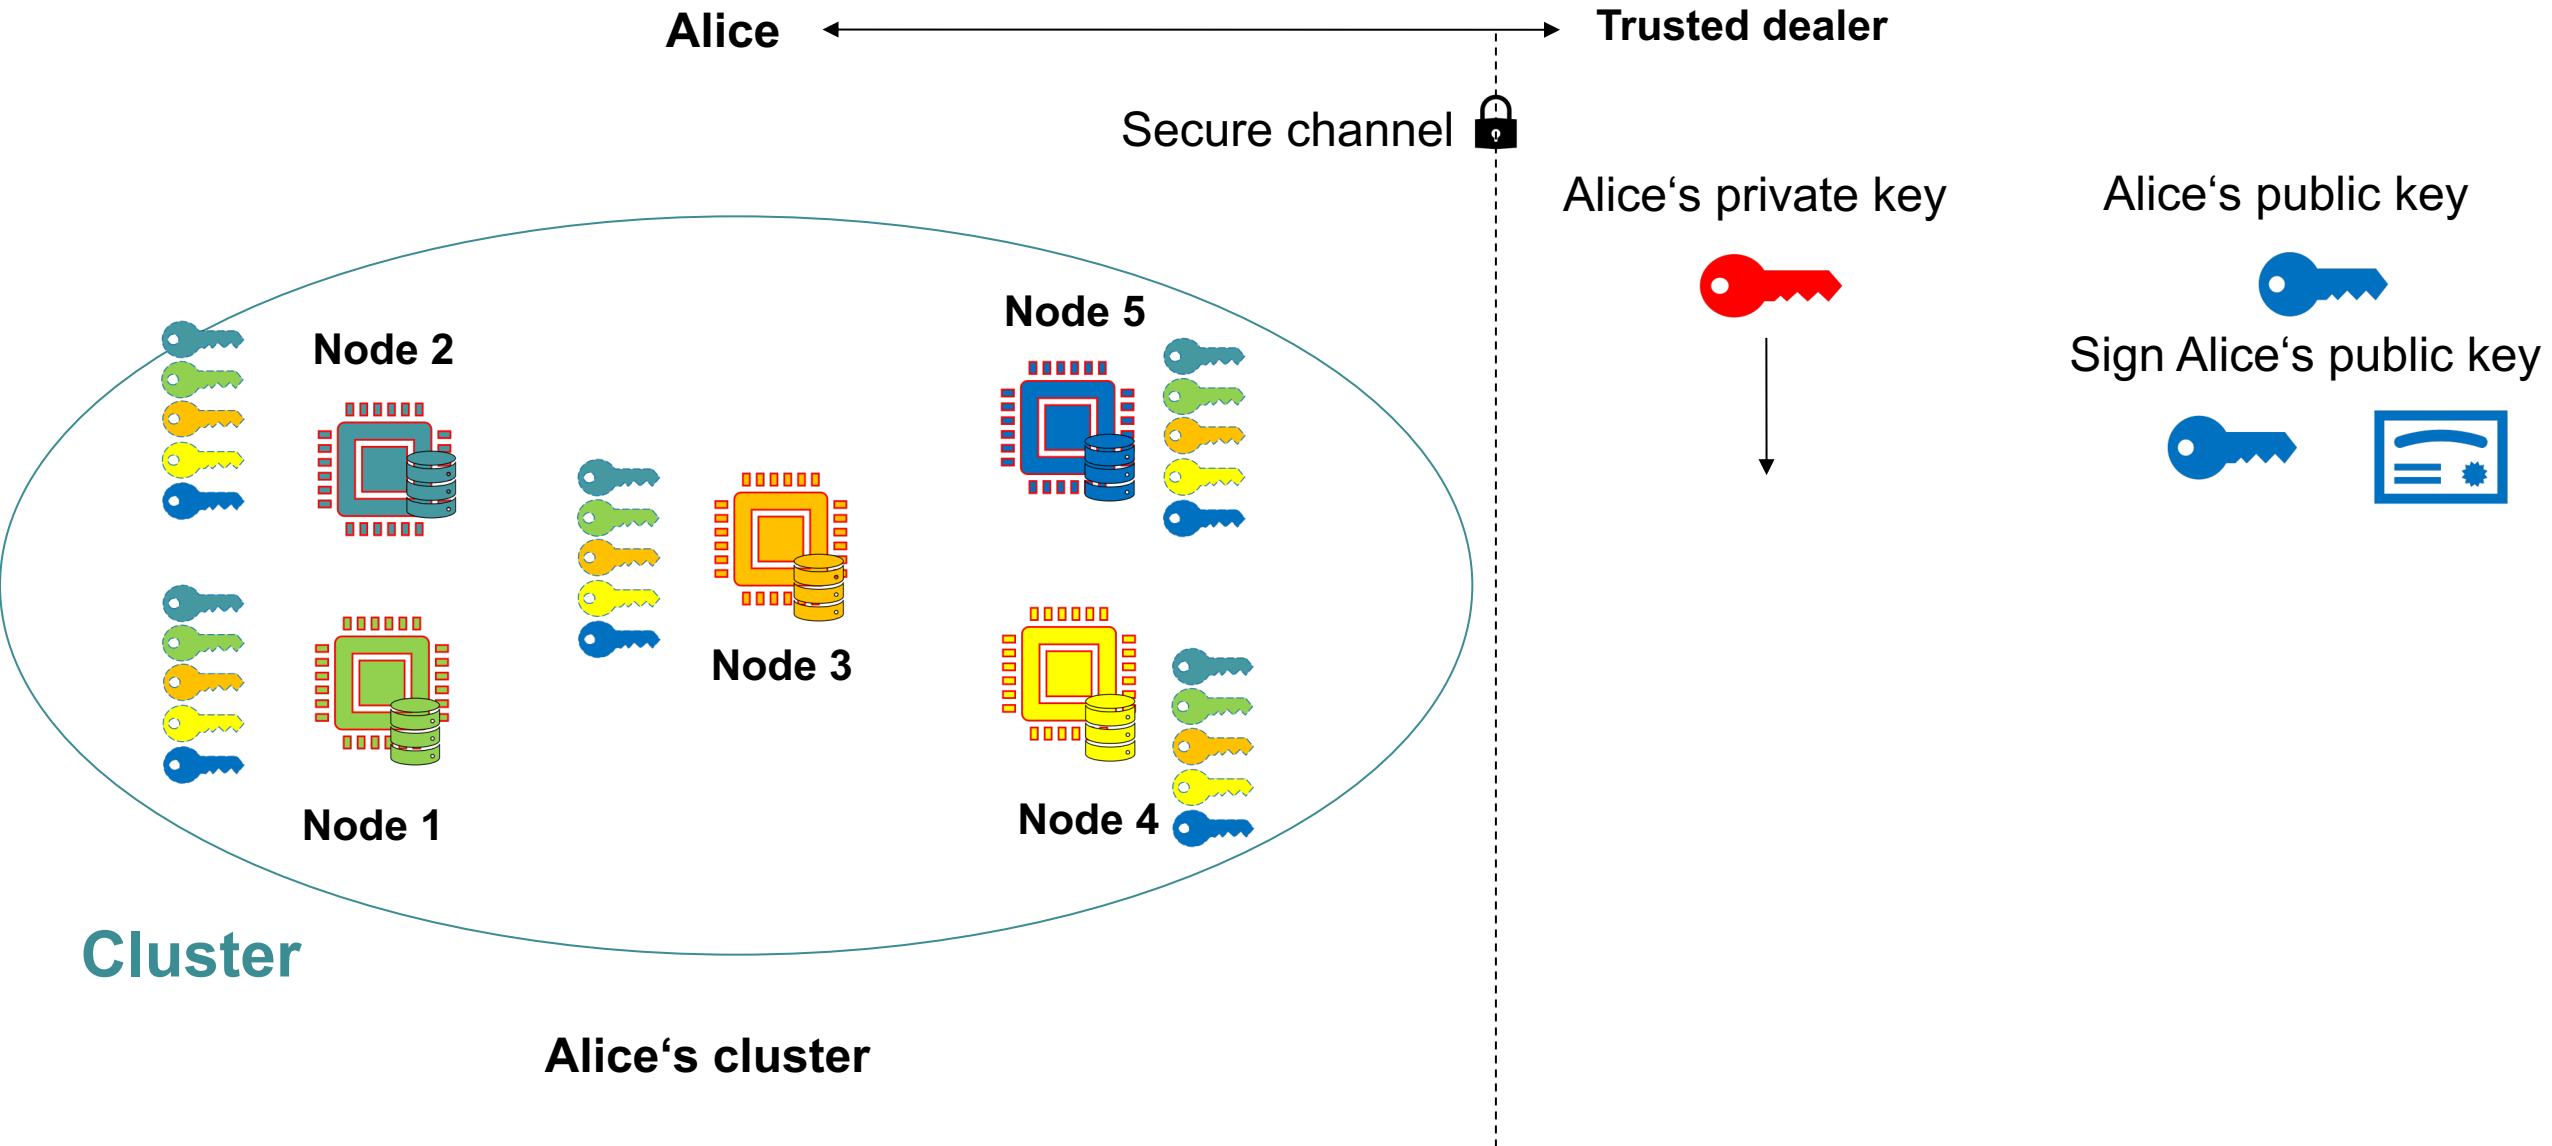 Alice
Trusted dealer
Secure channel
Alice‘s private key
Alice‘s public key
Sign Alice‘s public key
Node 5
Node 2
Node 3
Node 4
Node 1
Cluster
Alice‘s cluster